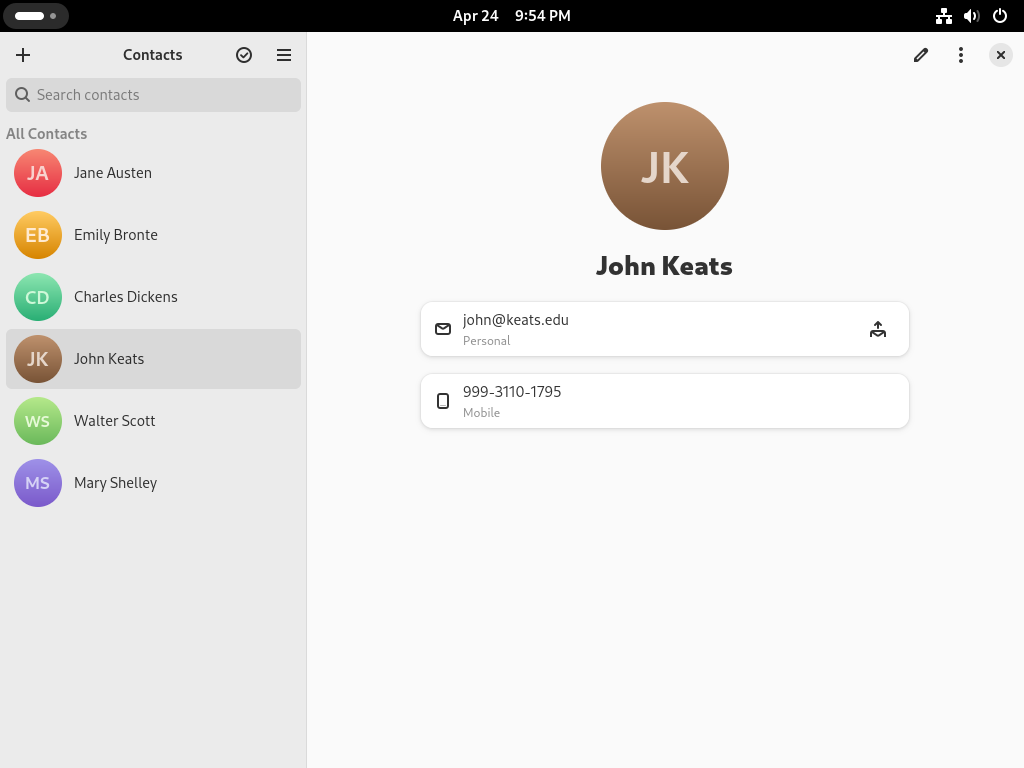 Apr 24 9:54 PM
Contacts
Search contacts
All Contacts
JA Jane Austen
EB Emily Bronte
CD Charles Dickens
JK John Keats
WS Walter Scott
MS Mary Shelley
JK
John Keats
john@keats.edu
Personal
999-3110-1795
Mobile